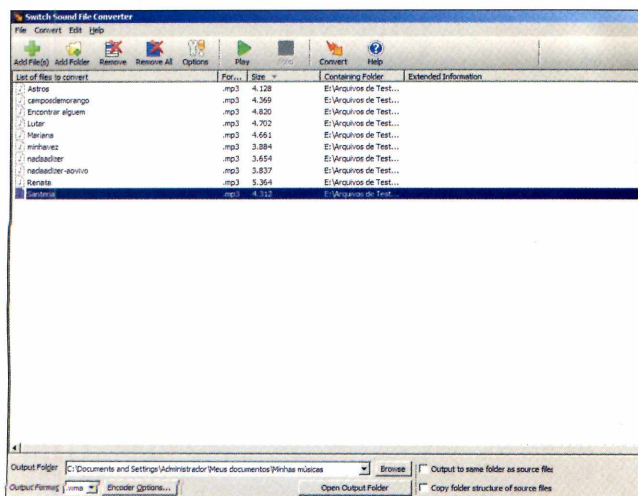 Switch Sound File Converter
File Convert Edit Help
Add File(s) Add Folder Remove Remove All Options Play Convert Help
List of files to convert For... Size Containing Folder Extended Information
Astros .mp3 4.128 E:\Arquivos de Test...
camposdemorango .mp3 4.369 E:\Arquivos de Test...
Encontrar alguem .mp3 4.820 E:\Arquivos de Test...
Lutar .mp3 4.702 E:\Arquivos de Test...
Mariana .mp3 4.661 E:\Arquivos de Test...
minhavez .mp3 3.884 E:\Arquivos de Test...
nadaadizer .mp3 3.654 E:\Arquivos de Test...
nadaadizer-aovivo .mp3 3.837 E:\Arquivos de Test...
Renata .mp3 5.364 E:\Arquivos de Test...
Santeria .mp3 4.312 E:\Arquivos de Test...
Output Folder C:\Documents and Settings\Administrador\Meus documentos\Minhas músicas Browse Output to same folder as source files
Output Format .wma Encoder Options... Open Output Folder Copy folder structure of source files